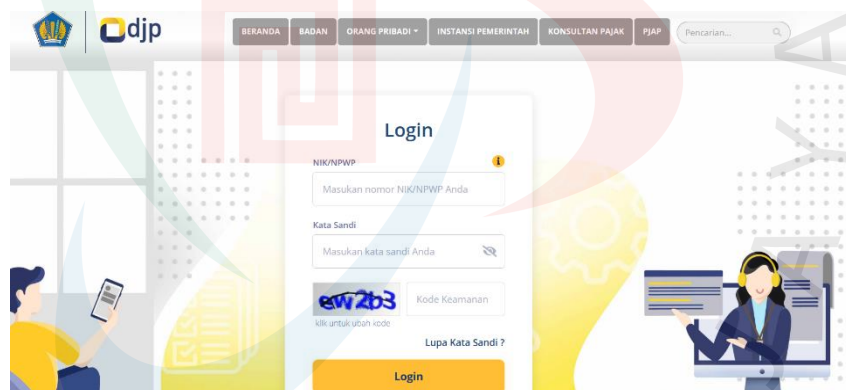 djp
BERANDA BADAN ORANG PRIBADI INSTANSI PEMERINTAH KONSULTAN PAJAK PJAP Pencarian...
Login
NIK/NPWP
Masukan nomor NIK/NPWP Anda
Kata Sandi
Masukan kata sandi Anda
ew2b3 Kode Keamanan
klik untuk ubah kode
Lupa Kata Sandi ?
Login